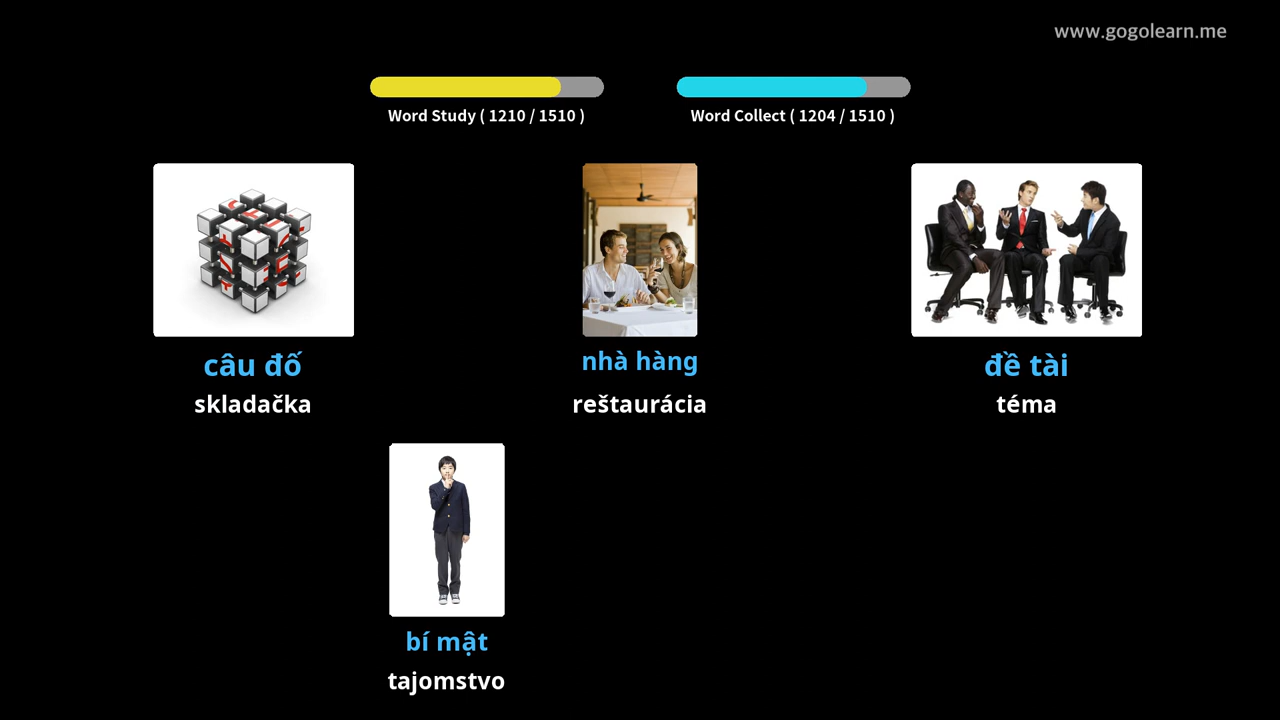 www.gogolearn.me
Word Study ( 1210 / 1510 )
Word Collect ( 1204 / 1510 )
câu đố
nhà hàng
đề tài
skladačka
reštaurácia
téma
bí mật
tajomstvo